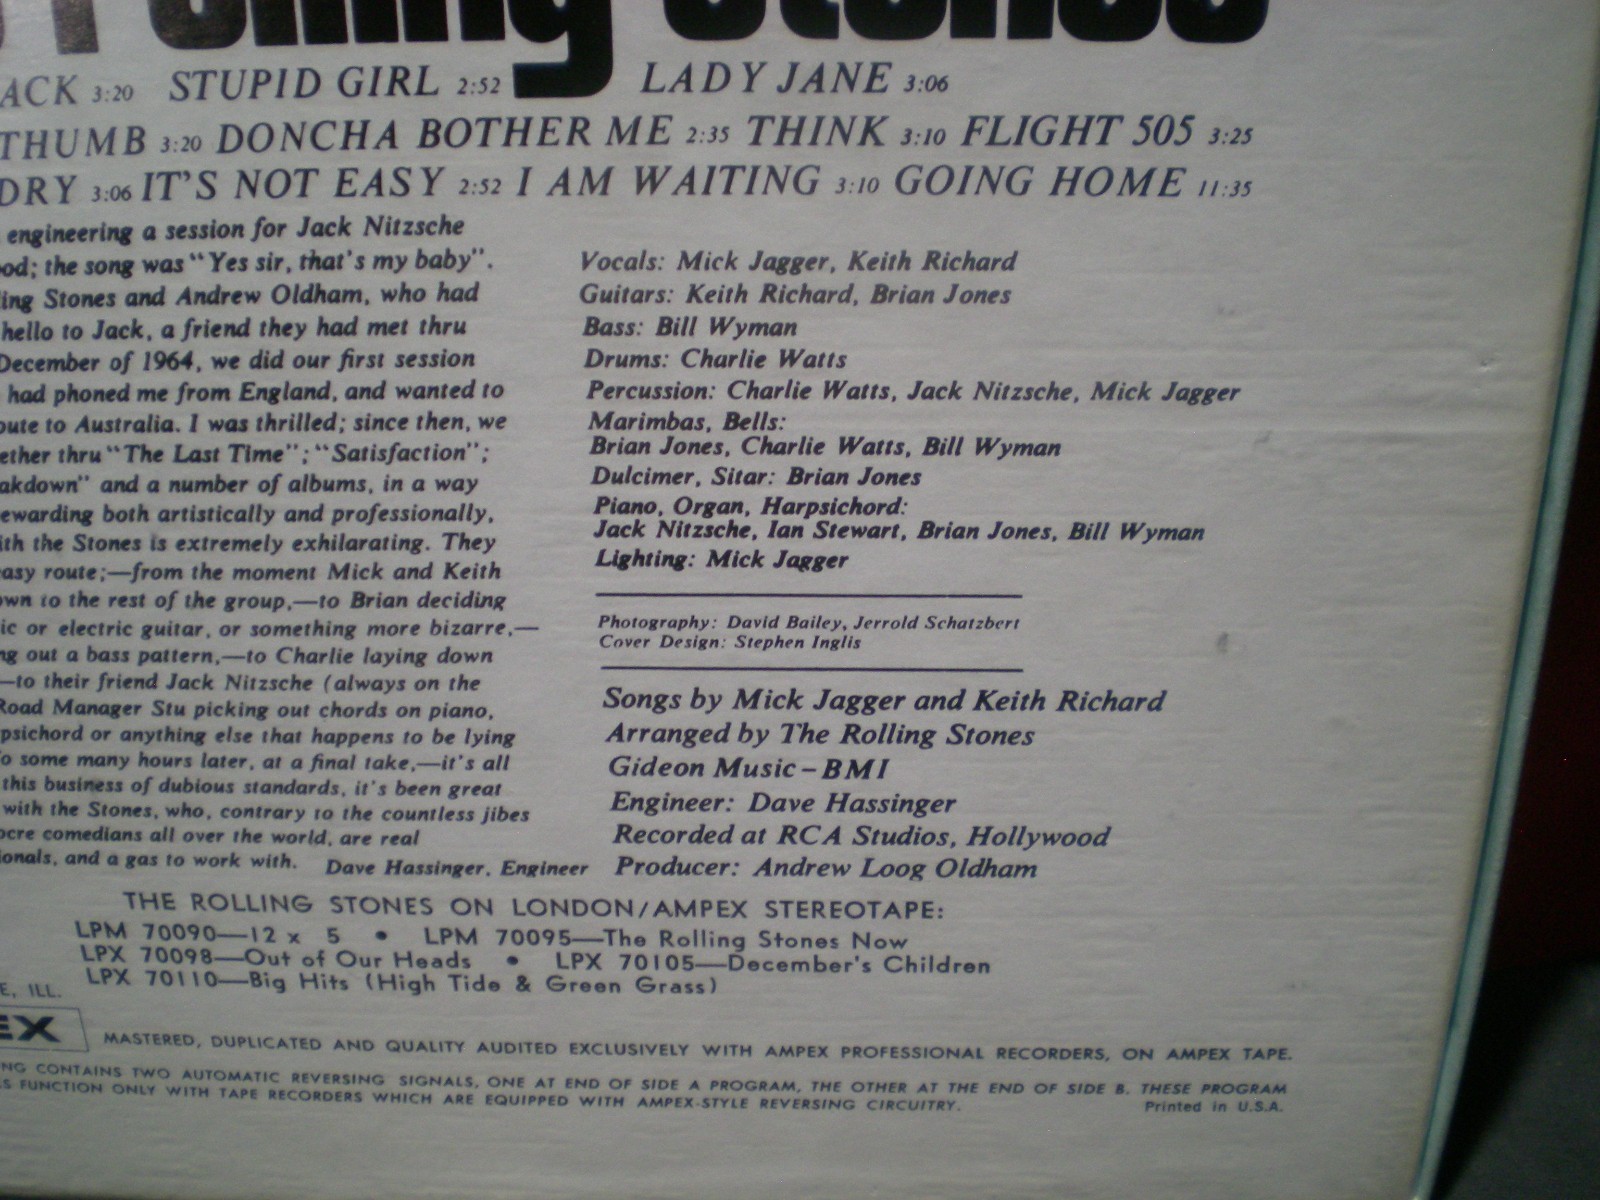 Rolling Stones
ACK 3:20 STUPID GIRL 2:52 LADY JANE 3:06
THUMB 3:20 DONCHA BOTHER ME 2:35 THINK 3:10 FLIGHT 505 3:25
DRY 3:06 IT'S NOT EASY 2:52 I AM WAITING 3:10 GOING HOME 11:35
engineering a session for Jack Nitzsche
ood; the song was "Yes sir, that's my baby".
ling Stones and Andrew Oldham, who had
hello to Jack, a friend they had met thru
December of 1964, we did our first session
had phoned me from England, and wanted to
oute to Australia. I was thrilled; since then, we
ether thru "The Last Time"; "Satisfaction";
akdown" and a number of albums, in a way
ewarding both artistically and professionally,
ith the Stones is extremely exhilarating. They
easy route;—from the moment Mick and Keith
own to the rest of the group,—to Brian deciding
ic or electric guitar, or something more bizarre,—
ng out a bass pattern,—to Charlie laying down
—to their friend Jack Nitzsche (always on the
Road Manager Stu picking out chords on piano,
psichord or anything else that happens to be lying
o some many hours later, at a final take,—it's all
this business of dubious standards, it's been great
with the Stones, who, contrary to the countless jibes
ocre comedians all over the world, are real
ionals, and a gas to work with. Dave Hassinger, Engineer
Vocals: Mick Jagger, Keith Richard
Guitars: Keith Richard, Brian Jones
Bass: Bill Wyman
Drums: Charlie Watts
Percussion: Charlie Watts, Jack Nitzsche, Mick Jagger
Marimbas, Bells:
Brian Jones, Charlie Watts, Bill Wyman
Dulcimer, Sitar: Brian Jones
Piano, Organ, Harpsichord:
Jack Nitzsche, Ian Stewart, Brian Jones, Bill Wyman
Lighting: Mick Jagger
Photography: David Bailey, Jerrold Schatzbert
Cover Design: Stephen Inglis
Songs by Mick Jagger and Keith Richard
Arranged by The Rolling Stones
Gideon Music – BMI
Engineer: Dave Hassinger
Recorded at RCA Studios, Hollywood
Producer: Andrew Loog Oldham
THE ROLLING STONES ON LONDON/AMPEX STEREOTAPE:
LPM 70090—12 x 5 • LPM 70095—The Rolling Stones Now
LPX 70098—Out of Our Heads • LPX 70105—December's Children
LPX 70110—Big Hits (High Tide & Green Grass)
E, ILL.
EX MASTERED, DUPLICATED AND QUALITY AUDITED EXCLUSIVELY WITH AMPEX PROFESSIONAL RECORDERS, ON AMPEX TAPE.
NG CONTAINS TWO AUTOMATIC REVERSING SIGNALS, ONE AT END OF SIDE A PROGRAM, THE OTHER AT THE END OF SIDE B. THESE PROGRAM
S FUNCTION ONLY WITH TAPE RECORDERS WHICH ARE EQUIPPED WITH AMPEX-STYLE REVERSING CIRCUITRY. Printed in U.S.A.